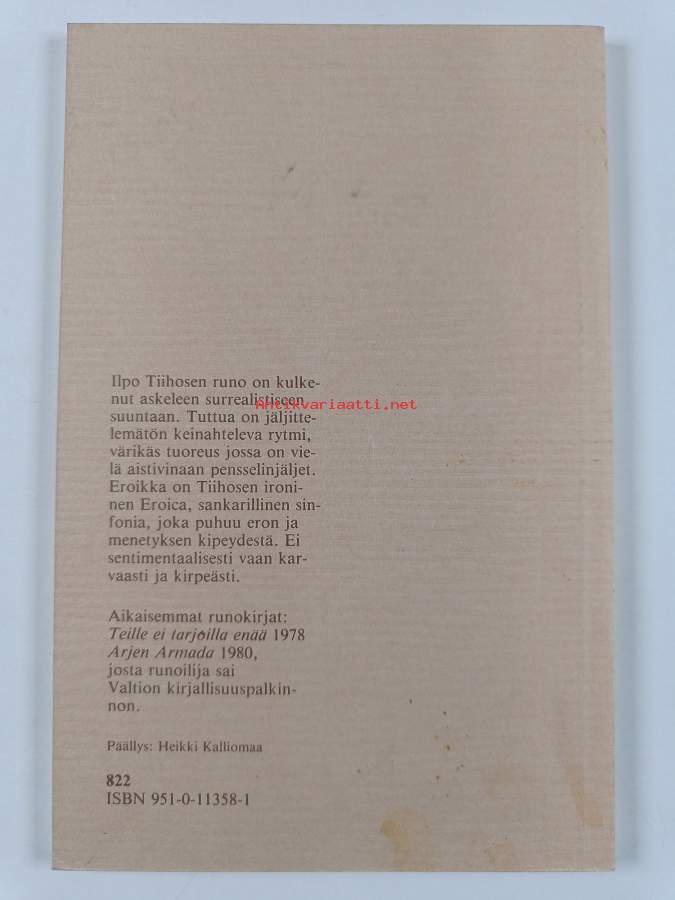 Ilpo Tiihosen runo on kulke-
nut askeleen surrealistiseen
Antikvariaatti.net
suuntaan. Tuttua on jäljitte-
lemätön keinahteleva rytmi,
värikäs tuoreus jossa on vie-
lä aistivinaan pensselinjäljet.
Eroikka on Tiihosen ironi-
nen Eroica, sankarillinen sin-
fonia, joka puhuu eron ja
menetyksen kipeydestä. Ei
sentimentaalisesti vaan kar-
vaasti ja kirpeästi.
Aikaisemmat runokirjat:
Teille ei tarjoilla enää 1978
Arjen Armada 1980,
josta runoilija sai
Valtion kirjallisuuspalkin-
non.
Päällys: Heikki Kalliomaa
822
ISBN 951-0-11358-1